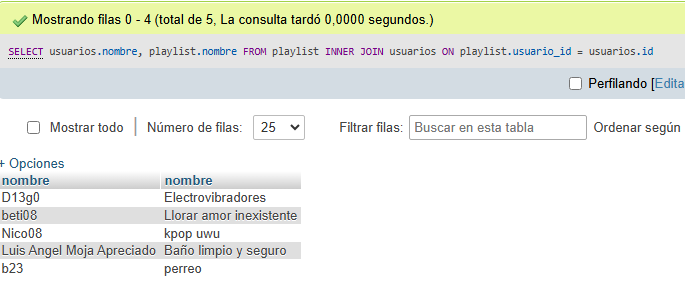 Mostrando filas 0 - 4 (total de 5, La consulta tardó 0,0000 segundos.)
SELECT usuarios.nombre, playlist.nombre FROM playlist INNER JOIN usuarios ON playlist.usuario_id = usuarios.id
Perfilando [Edita
Mostrar todo | Número de filas: 25 Filtrar filas: Buscar en esta tabla Ordenar según
+ Opciones
nombre nombre
D13g0 Electrovibradores
beti08 Llorar amor inexistente
Nico08 kpop uwu
Luis Angel Moja Apreciado Baño limpio y seguro
b23 perreo